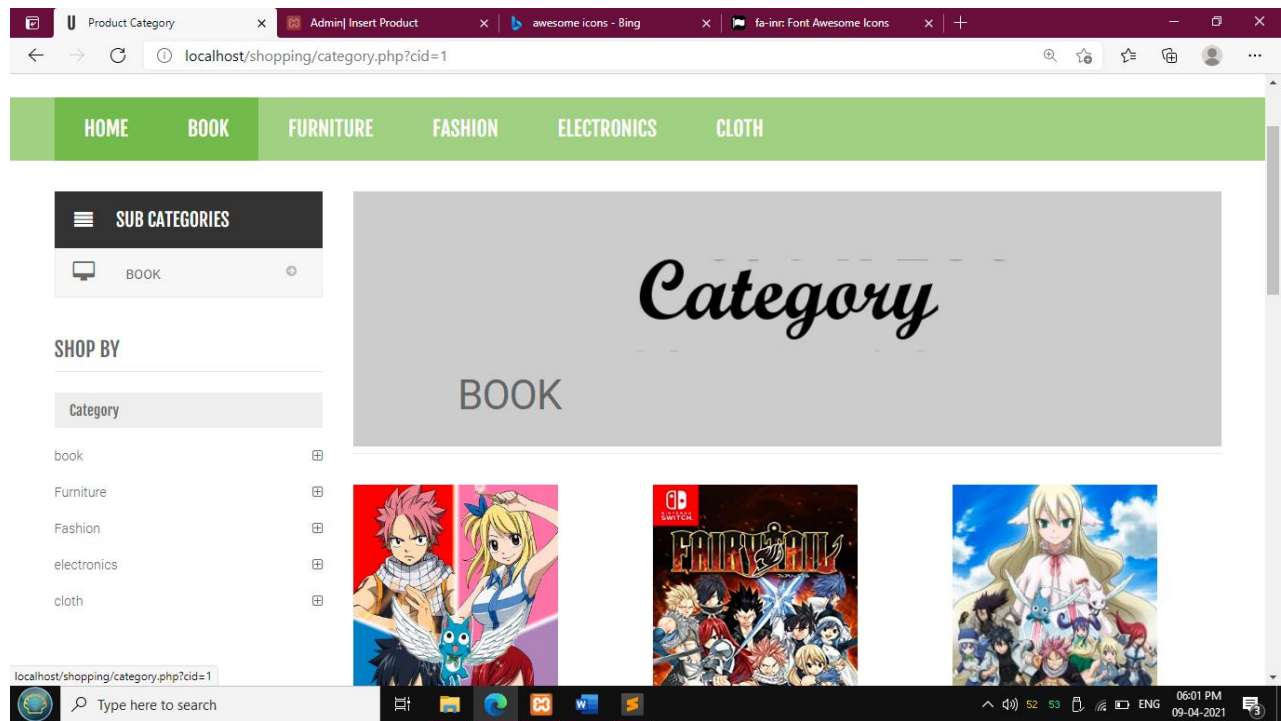 Product Category
Admin| Insert Product
awesome icons - Bing
fa-inr: Font Awesome Icons
localhost/shopping/category.php?cid=1
HOME BOOK FURNITURE FASHION ELECTRONICS CLOTH
SUB CATEGORIES
BOOK
SHOP BY
Category
book
Furniture
Fashion
electronics
cloth
Category
BOOK
NINTENDO
SWITCH
FAIRY TAIL
localhost/shopping/category.php?cid=1
Type here to search
52 53 ENG 06:01 PM
09-04-2021
3